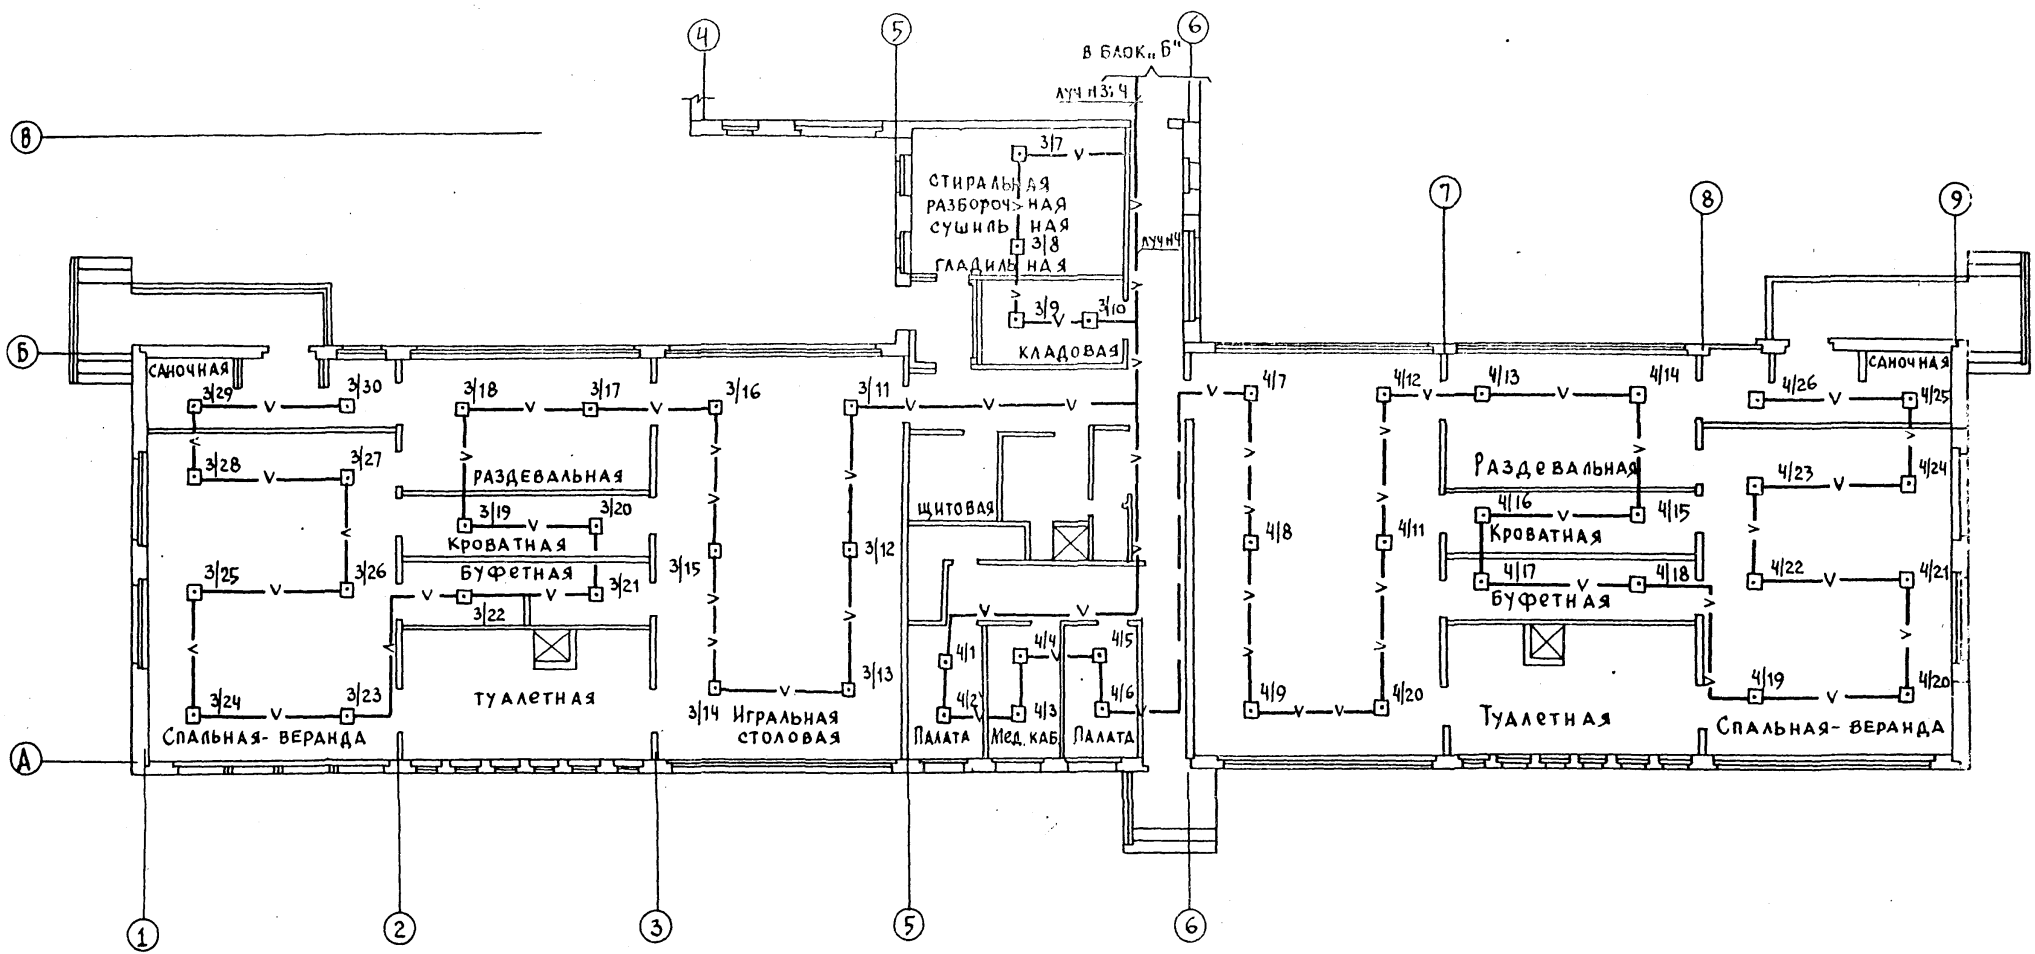 4
5
6
В БЛОК „Б"
ЛУЧ N3; 4
В
3/7
СТИРАЛЬНАЯ
РАЗБОРОЧНАЯ
СУШИЛЬНАЯ
3/8
ЛУЧ N4
ГЛАДИЛЬНАЯ
7
8
9
3/9
3/10
КЛАДОВАЯ
Б
САНОЧНАЯ
САНОЧНАЯ
3/29
3/30
3/18
3/17
3/16
3/11
4/7
4/12
4/13
4/14
4/26
4/25
3/28
3/27
РАЗДЕВАЛЬНАЯ
РАЗДЕВАЛЬНАЯ
4/23
4/24
3/19
3/20
ЩИТОВАЯ
4/16
4/15
КРОВАТНАЯ
3/12
4/8
4/11
КРОВАТНАЯ
3/25
3/26
БУФЕТНАЯ
3/21
3/15
4/17
4/18
4/22
4/21
3/22
БУФЕТНАЯ
4/1
4/4
4/5
3/24
3/23
ТУАЛЕТНАЯ
3/14
3/13
4/2
4/3
4/6
4/9
4/20
4/19
4/20
СПАЛЬНАЯ - ВЕРАНДА
ИГРАЛЬНАЯ
СТОЛОВАЯ
ПАЛАТА
МЕД. КАБ.
ПАЛАТА
ТУАЛЕТНАЯ
СПАЛЬНАЯ - ВЕРАНДА
А
1
2
3
5
6